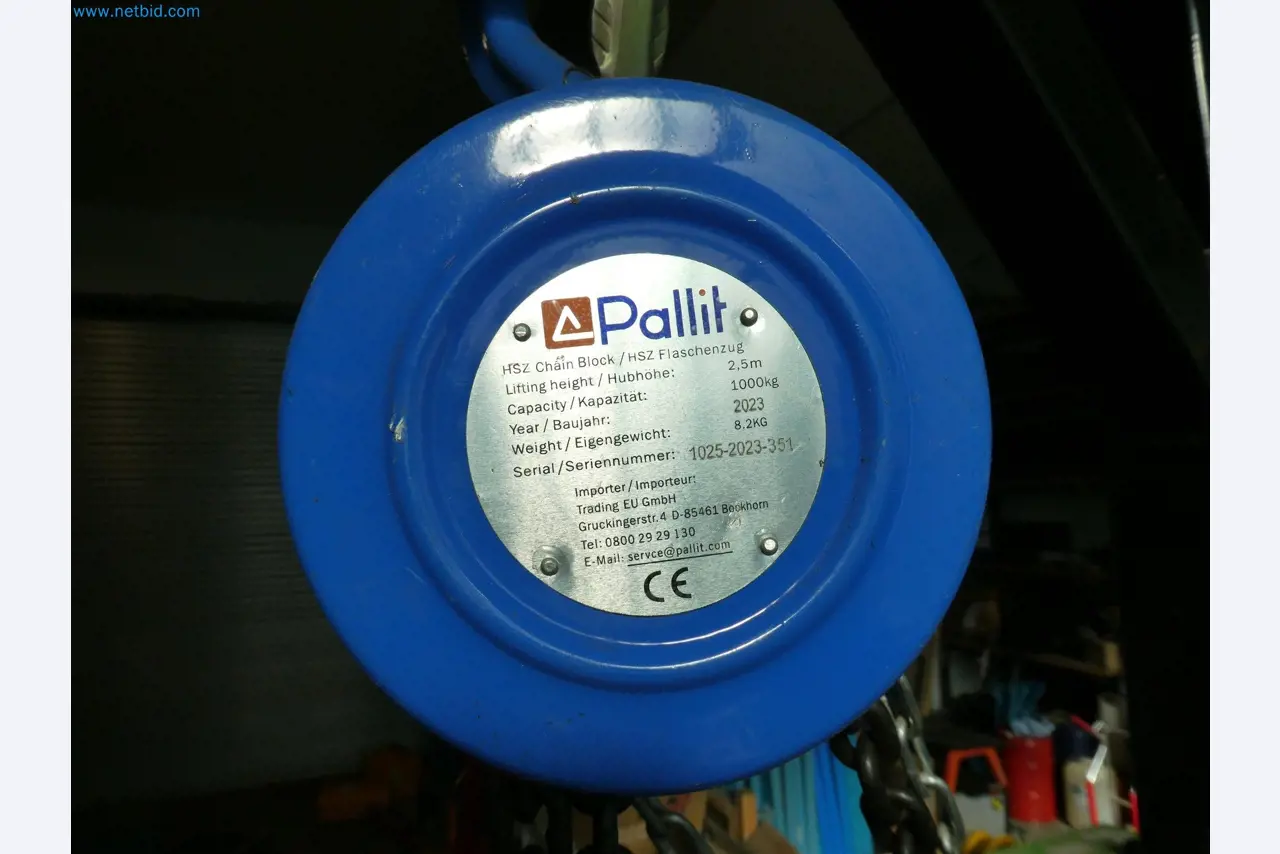 www.netbid.com
Pallit
HSZ Chain Block / HSZ Flaschenzug
Lifting height / Hubhöhe: 2,5m
Capacity / Kapazität: 1000kg
Year / Baujahr: 2023
Weight / Eigengewicht: 8,2KG
Serial / Seriennummer: 1025-2023-351
Importer / Importeur:
Trading EU GmbH
Gruckingerstr.4 D-85461 Bockhorn
Tel: 0800 29 29 130
E-Mail: servce@pallit.com
CE